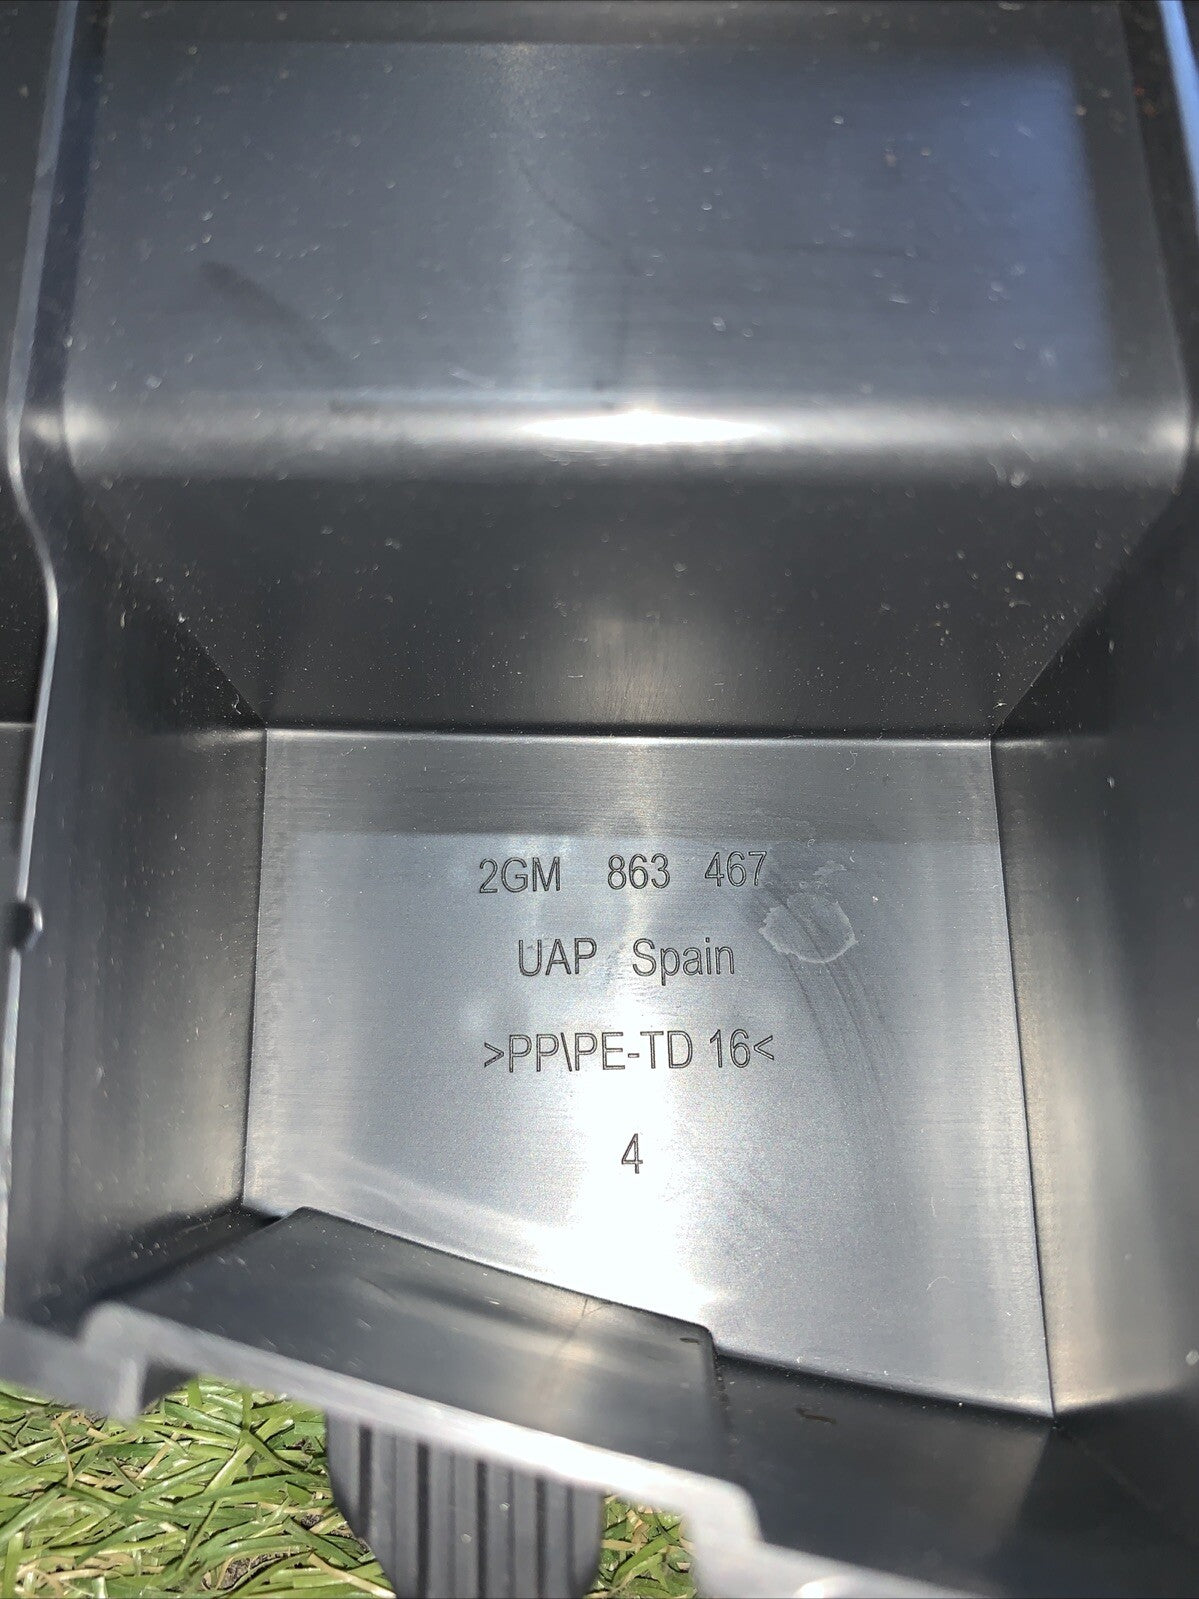 2GM 863 467
UAP Spain
>PP\PE-TD 16<
4